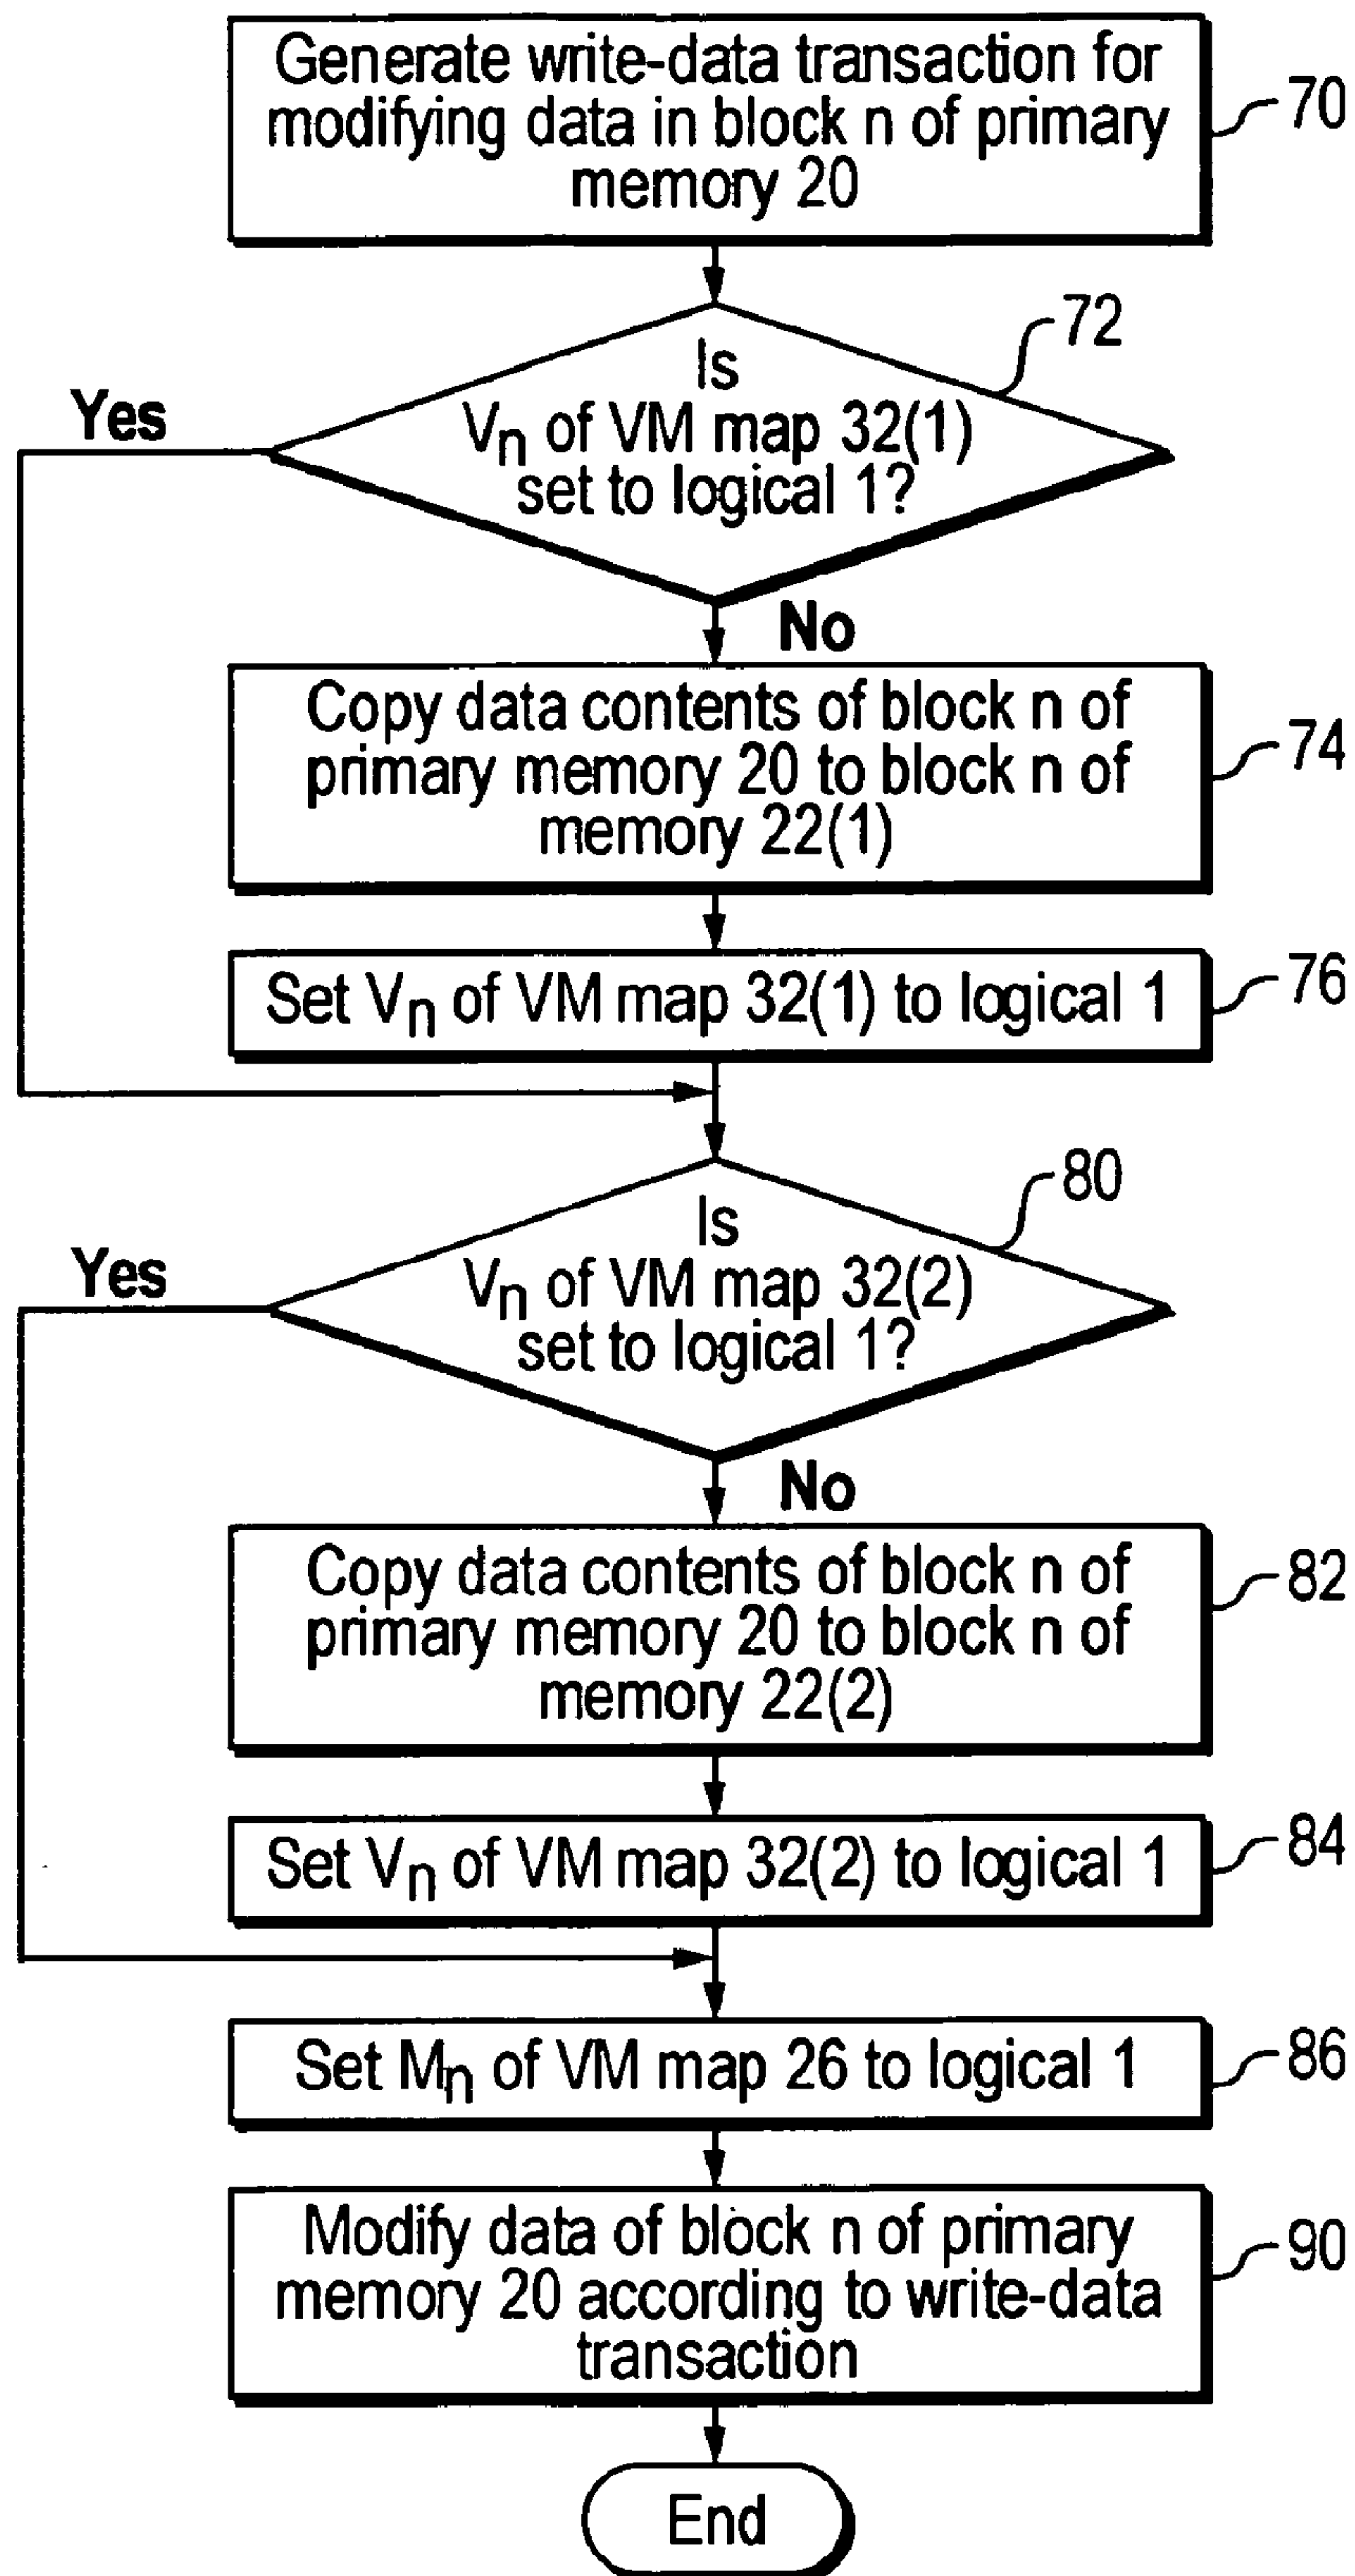 Generate write-data transaction for
modifying data in block n of primary
memory 20
70
72
Is
Vn of VM map 32(1)
set to logical 1?
Yes
No
Copy data contents of block n of
primary memory 20 to block n of
memory 22(1)
74
Set Vn of VM map 32(1) to logical 1
76
80
Is
Vn of VM map 32(2)
set to logical 1?
Yes
No
Copy data contents of block n of
primary memory 20 to block n of
memory 22(2)
82
Set Vn of VM map 32(2) to logical 1
84
Set Mn of VM map 26 to logical 1
86
Modify data of block n of primary
memory 20 according to write-data
transaction
90
End